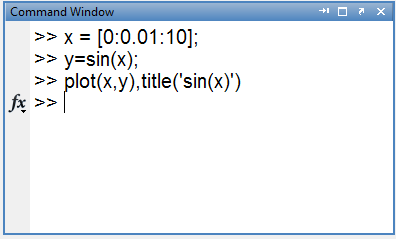 Command Window
>> x = [0:0.01:10];
>> y=sin(x);
>> plot(x,y),title('sin(x)')
fx >>